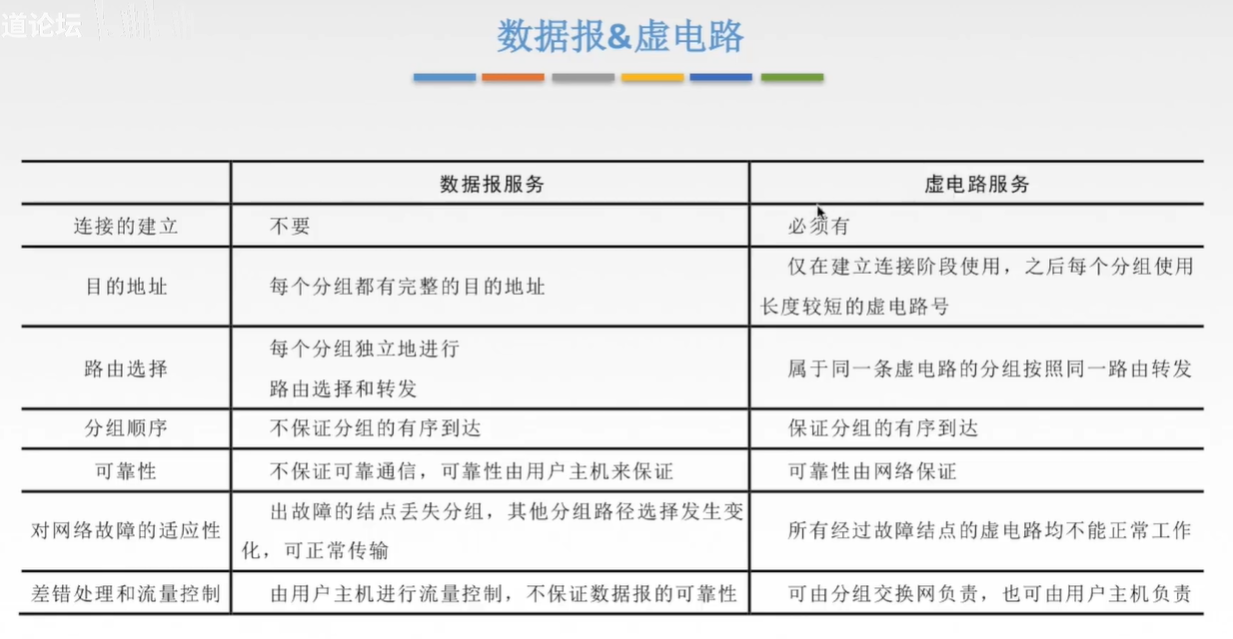 道论坛
数据报&虚电路
数据报服务
虚电路服务
连接的建立
不要
必须有
目的地址
每个分组都有完整的目的地址
仅在建立连接阶段使用，之后每个分组使用
长度较短的虚电路号
路由选择
每个分组独立地进行
路由选择和转发
属于同一条虚电路的分组按照同一路由转发
分组顺序
不保证分组的有序到达
保证分组的有序到达
可靠性
不保证可靠通信，可靠性由用户主机来保证
可靠性由网络保证
对网络故障的适应性
出故障的结点丢失分组，其他分组路径选择发生变
化，可正常传输
所有经过故障结点的虚电路均不能正常工作
差错处理和流量控制
由用户主机进行流量控制，不保证数据报的可靠性
可由分组交换网负责，也可由用户主机负责